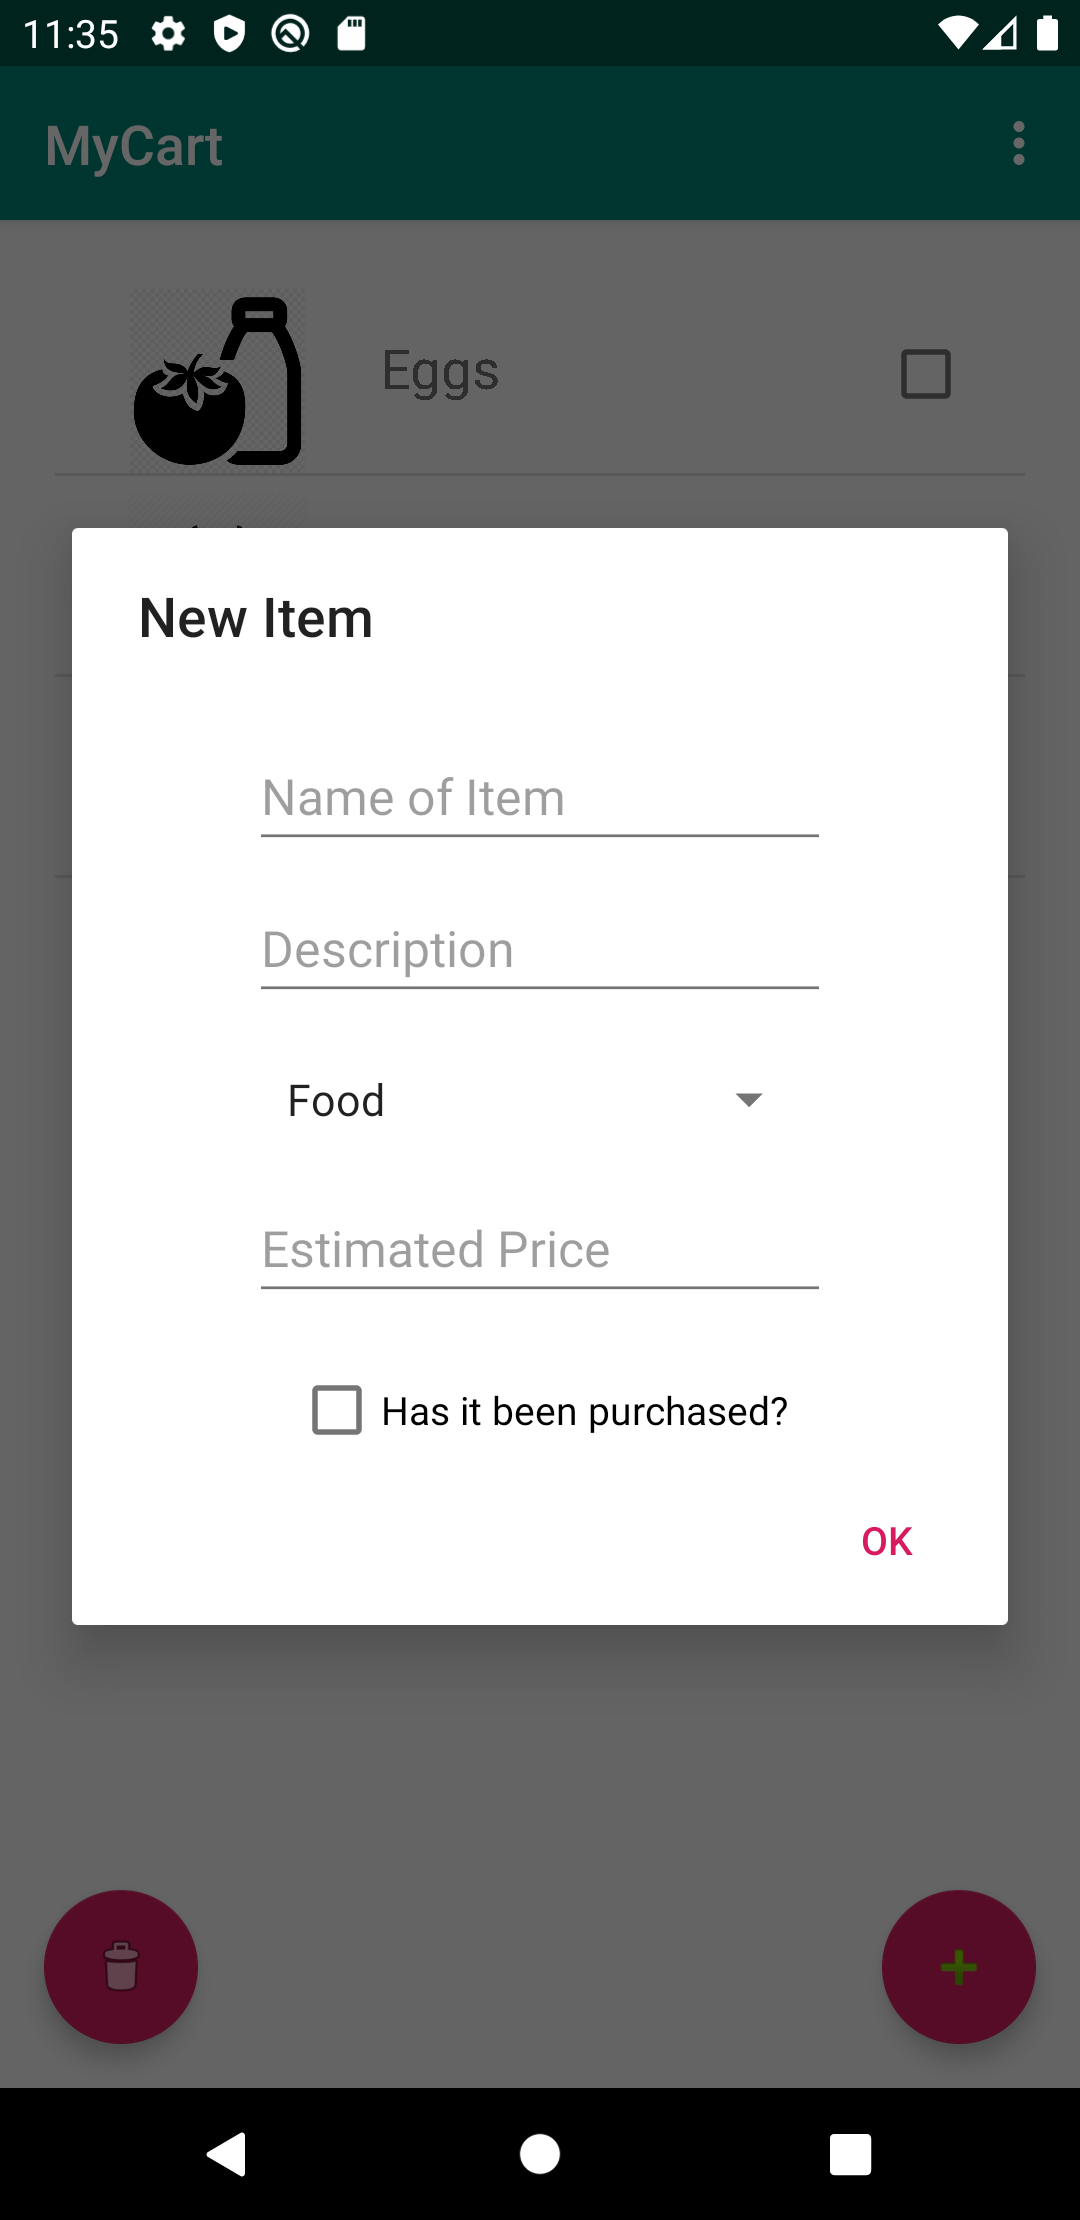 11:35
MyCart
Eggs
New Item
Name of Item
Description
Food
Estimated Price
Has it been purchased?
OK